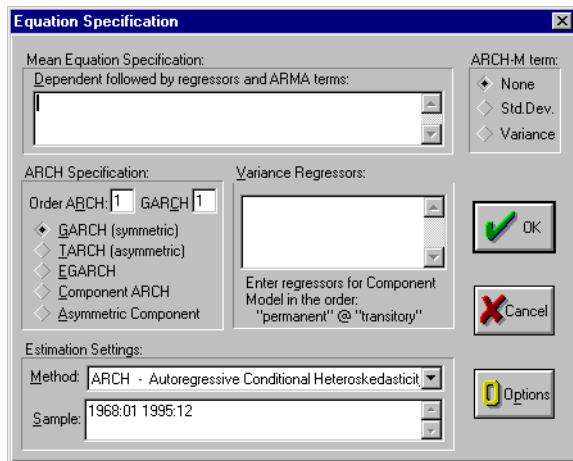 Equation Specification
Mean Equation Specification:
Dependent followed by regressors and ARMA terms:
ARCH-M term:
None
Std.Dev.
Variance
ARCH Specification:
Order ARCH: 1 GARCH 1
GARCH (symmetric)
TARCH (asymmetric)
EGARCH
Component ARCH
Asymmetric Component
Variance Regressors:
Enter regressors for Component
Model in the order:
"permanent" @ "transitory"
OK
Cancel
Options
Estimation Settings:
Method: ARCH - Autoregressive Conditional Heteroskedasticit
Sample: 1968:01 1995:12